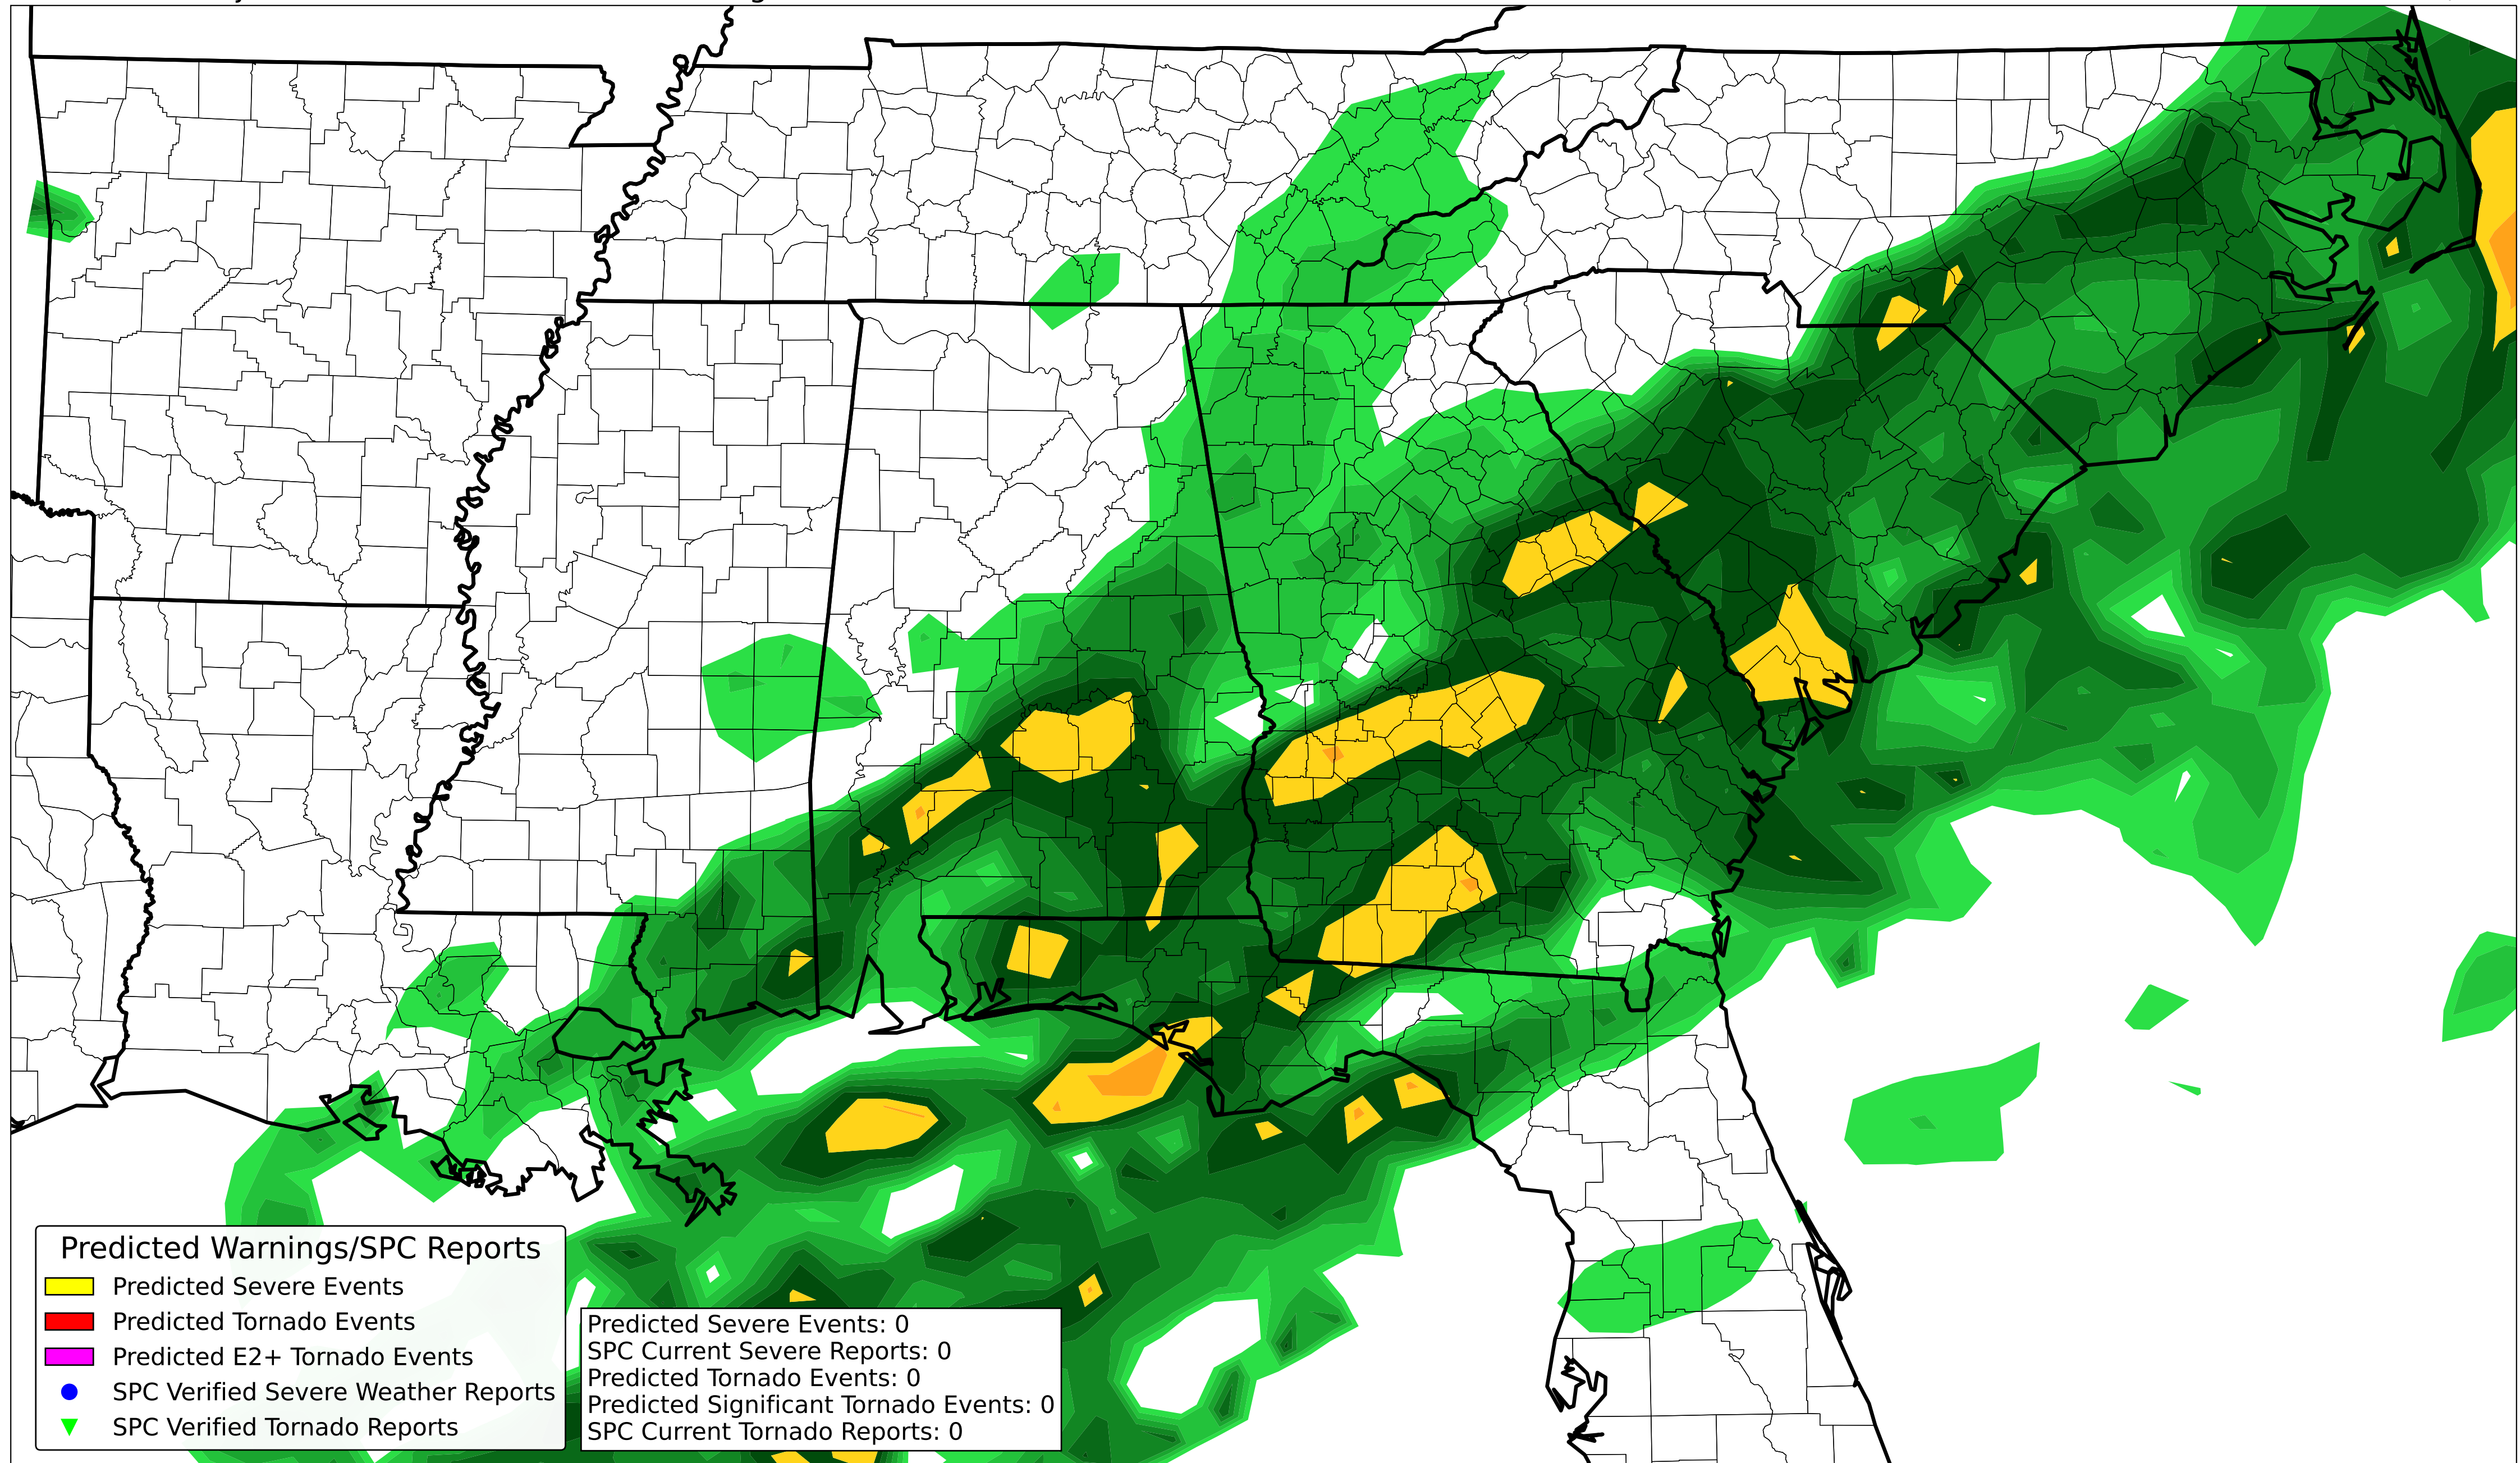 Predicted Warnings/SPC Reports
Predicted Severe Events
Predicted Tornado Events
Predicted E2+ Tornado Events
SPC Verified Severe Weather Reports
SPC Verified Tornado Reports
Predicted Severe Events: 0
SPC Current Severe Reports: 0
Predicted Tornado Events: 0
Predicted Significant Tornado Events: 0
SPC Current Tornado Reports: 0